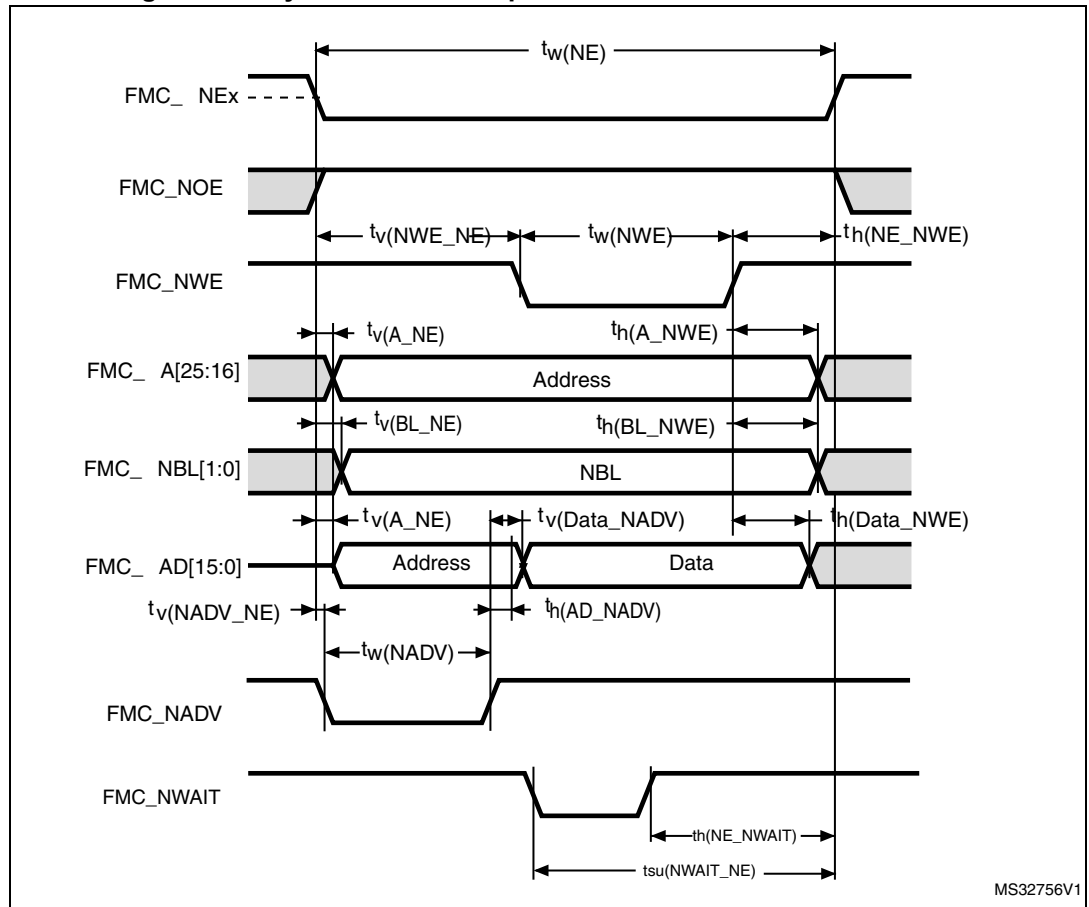 tw(NE)
FMC_ NEx
FMC_NOE
tv(NWE_NE) tw(NWE) th(NE_NWE)
FMC_NWE
tv(A_NE) th(A_NWE)
FMC_ A[25:16] Address
tv(BL_NE) th(BL_NWE)
FMC_ NBL[1:0] NBL
tv(A_NE) tv(Data_NADV) th(Data_NWE)
FMC_ AD[15:0] Address Data
tv(NADV_NE) th(AD_NADV)
tw(NADV)
FMC_NADV
FMC_NWAIT
th(NE_NWAIT)
tsu(NWAIT_NE)
MS32756V1